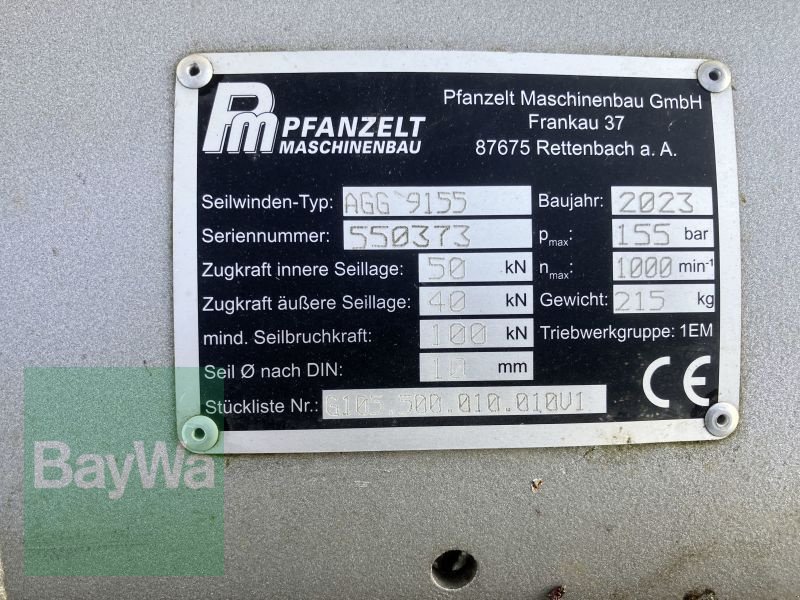 Pm PFANZELT
MASCHINENBAU
Pfanzelt Maschinenbau GmbH
Frankau 37
87675 Rettenbach a. A.
Seilwinden-Typ: AGG 9155
Baujahr: 2023
Seriennummer: 550373
pmax: 155 bar
Zugkraft innere Seillage: 50 kN
nmax: 1000 min-1
Zugkraft äußere Seillage: 40 kN
Gewicht: 215 kg
mind. Seilbruchkraft: 100 kN
Triebwerkgruppe: 1EM
Seil Ø nach DIN: 10 mm
Stückliste Nr.: G105.500.010.010V1
CE
BayWa